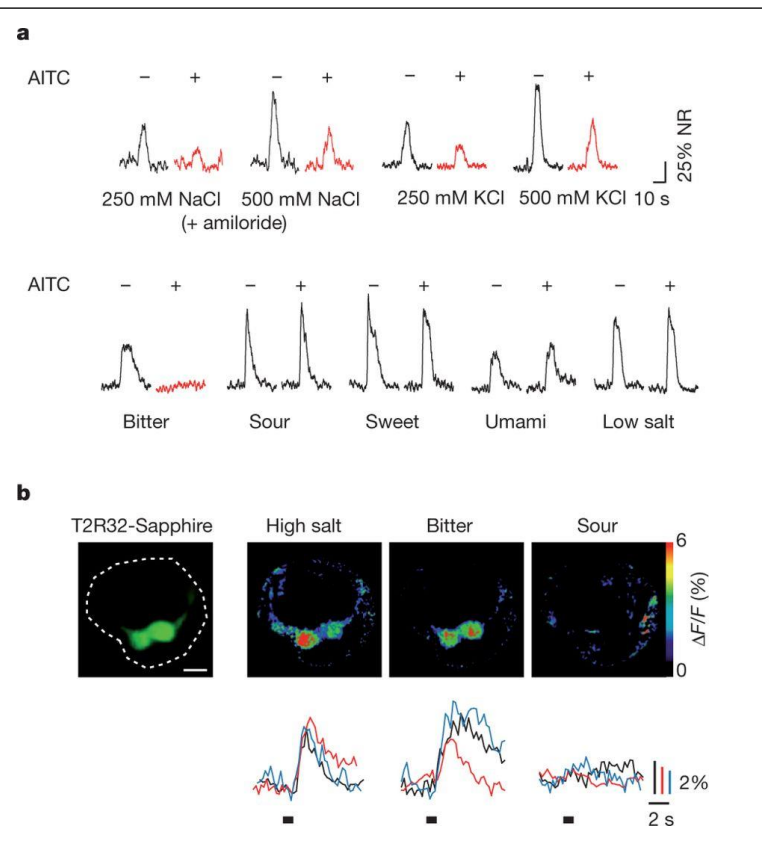 a
AITC − + − + − + − +
25% NR
250 mM NaCl 500 mM NaCl 250 mM KCl 500 mM KCl 10 s
(+ amiloride)
AITC − + − + − + − + − +
Bitter Sour Sweet Umami Low salt
b
T2R32-Sapphire High salt Bitter Sour
6
ΔF/F (%)
0
2%
2 s